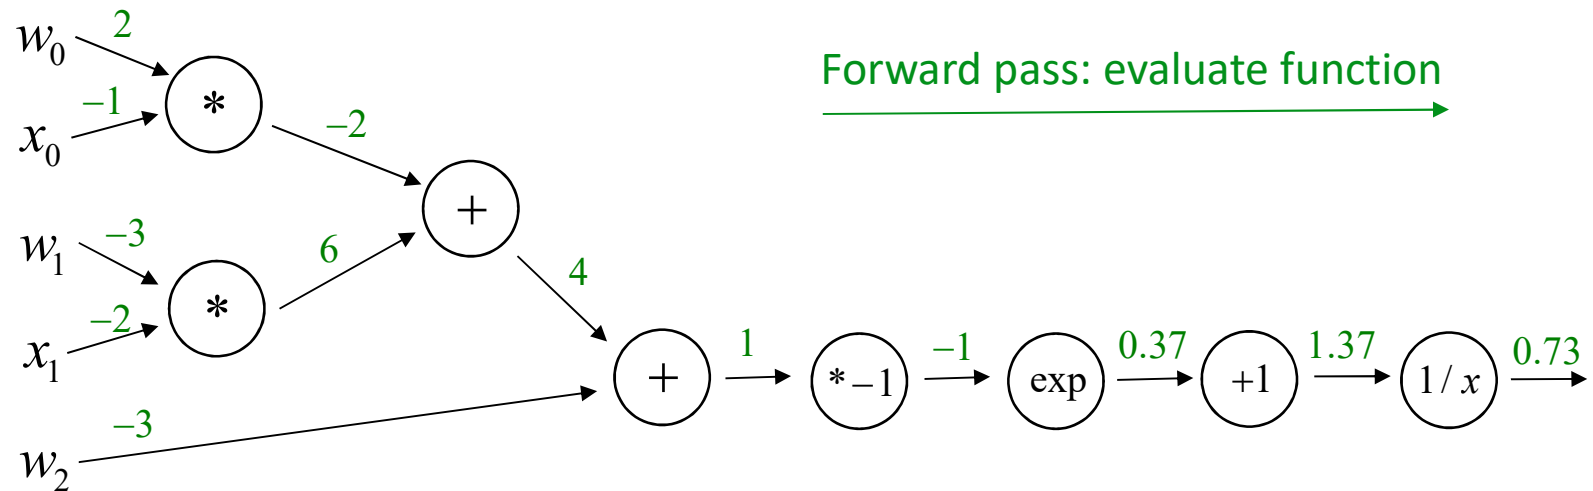 w₀ 2
Forward pass: evaluate function
−1 *
x₀ −2
+
w₁ −3 6
4
*
−2
x₁ 1 −1 0.37 1.37 0.73
+ *−1 exp +1 1/x
−3
w₂